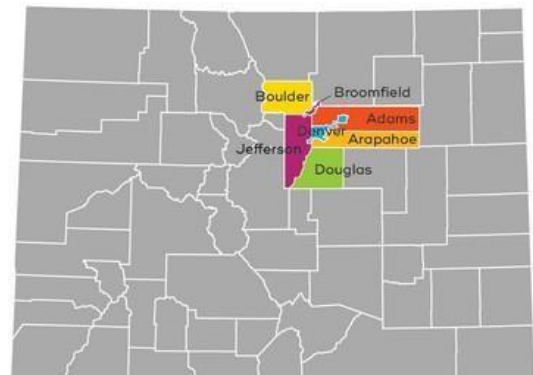 Boulder
Broomfield
Adams
Denver
Arapahoe
Jefferson
Douglas